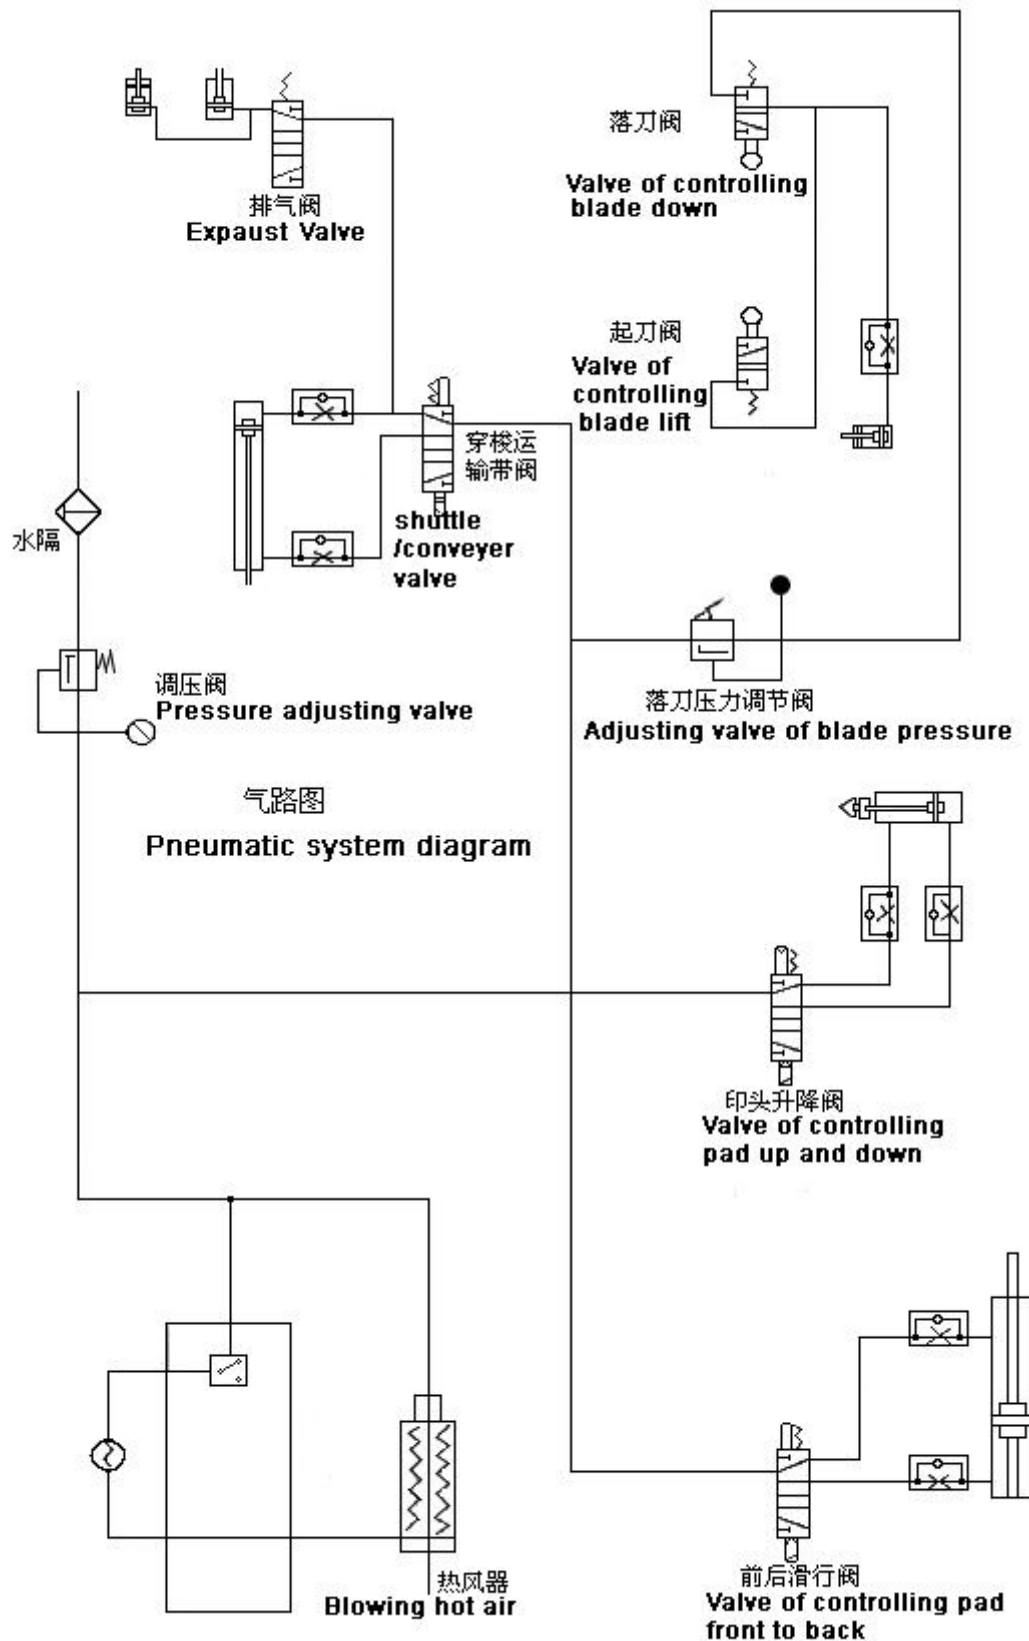 落刀阀
Valve of controlling
blade down
排气阀
Expaust Valve
起刀阀
Valve of
controlling
blade lift
穿梭运
输带阀
shuttle
/conveyer
valve
水隔
调压阀
Pressure adjusting valve
落刀压力调节阀
Adjusting valve of blade pressure
气路图
Pneumatic system diagram
印头升降阀
Valve of controlling
pad up and down
热风器
Blowing hot air
前后滑行阀
Valve of controlling pad
front to back